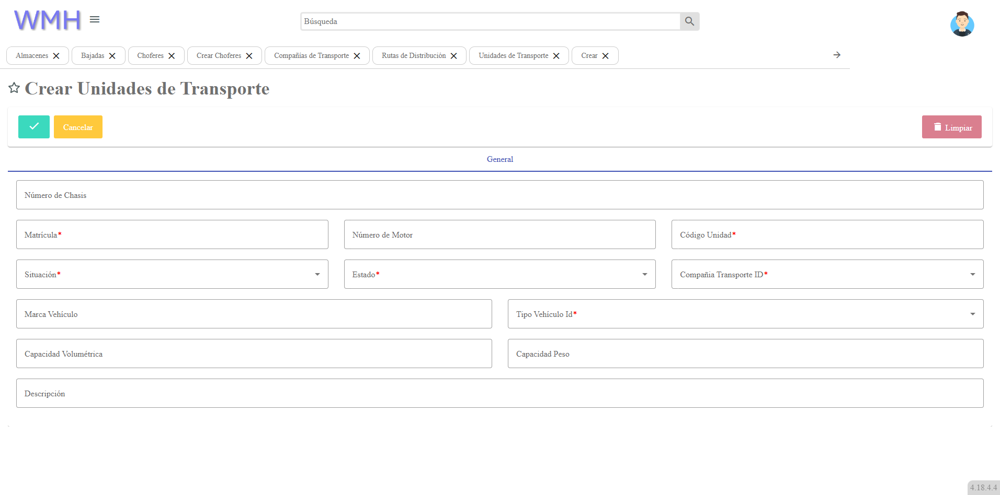 WMH
Búsqueda
Almacenes
Bajadas
Choferes
Crear Choferes
Compañías de Transporte
Rutas de Distribución
Unidades de Transporte
Crear
Crear Unidades de Transporte
Cancelar
Limpiar
General
Número de Chasis
Matrícula*
Número de Motor
Código Unidad*
Situación*
Estado*
Compañia Transporte ID*
Marca Vehículo
Tipo Vehículo Id*
Capacidad Volumétrica
Capacidad Peso
Descripción
4.18.4.4